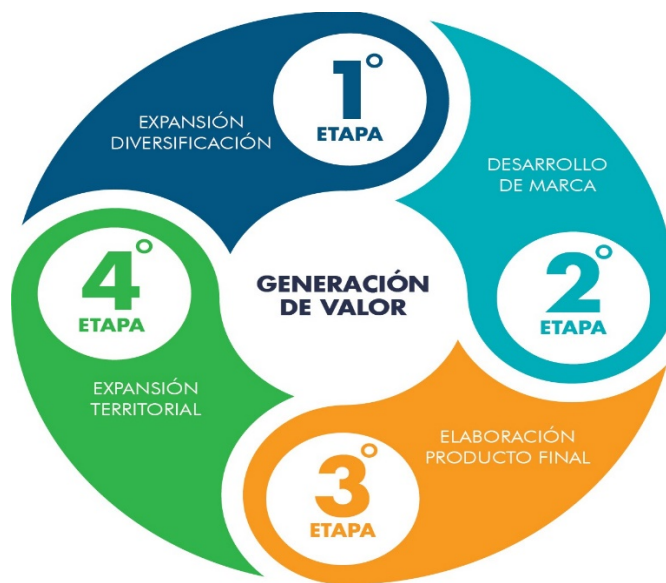 1°
ETAPA
EXPANSIÓN
DIVERSIFICACIÓN
DESARROLLO
DE MARCA
2°
ETAPA
GENERACIÓN
DE VALOR
4°
ETAPA
EXPANSIÓN
TERRITORIAL
3°
ETAPA
ELABORACIÓN
PRODUCTO FINAL